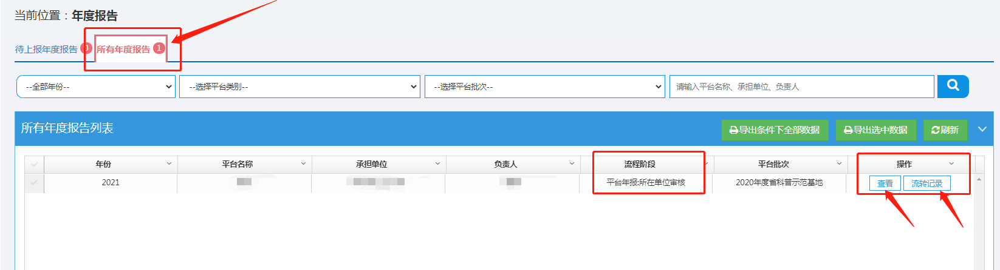 当前位置：年度报告
待上报年度报告 0 所有年度报告 1
--全部年份-- --选择平台类别-- --选择平台批次-- 请输入平台名称、承担单位、负责人
所有年度报告列表 导出条件下全部数据 导出选中数据 刷新
年份 平台名称 承担单位 负责人 流程阶段 平台批次 操作
2021 平台年报:所在单位审核 2020年度省科普示范基地 查看 流转记录